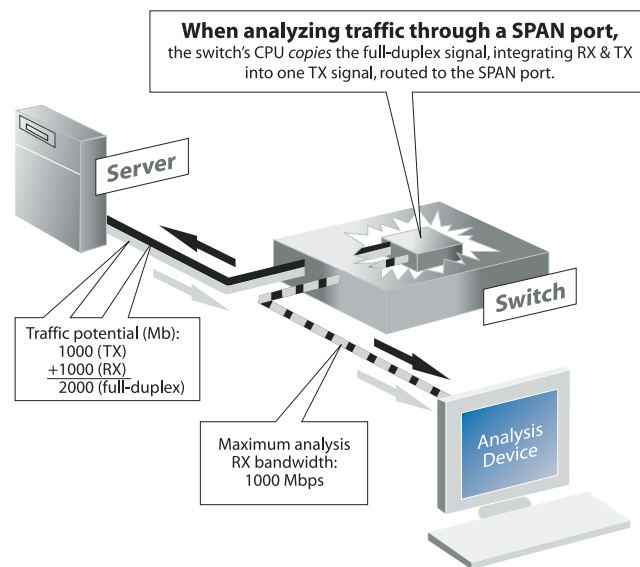 When analyzing traffic through a SPAN port,
the switch's CPU copies the full-duplex signal, integrating RX & TX
into one TX signal, routed to the SPAN port.
Server
Switch
Traffic potential (Mb):
1000 (TX)
+1000 (RX)
2000 (full-duplex)
Maximum analysis
RX bandwidth:
1000 Mbps
Analysis
Device